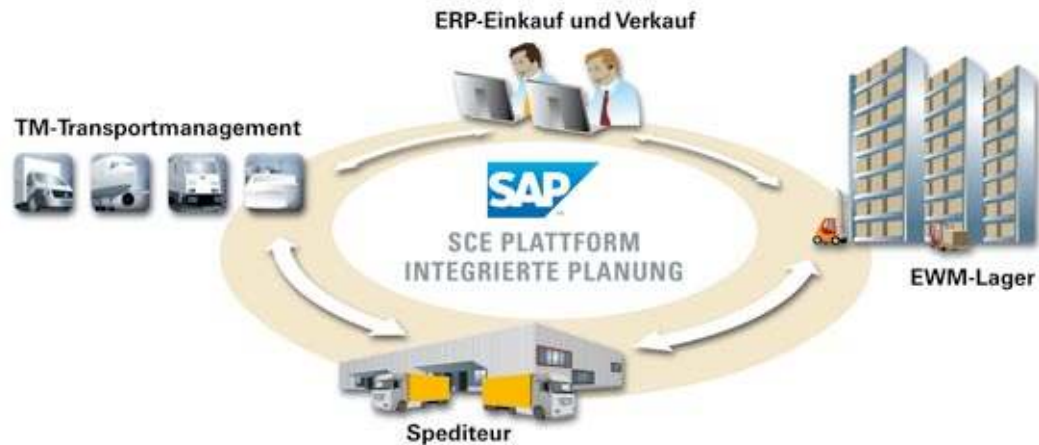 ERP-Einkauf und Verkauf
TM-Transportmanagement
SAP
SCE PLATTFORM
INTEGRIERTE PLANUNG
EWM-Lager
Spediteur